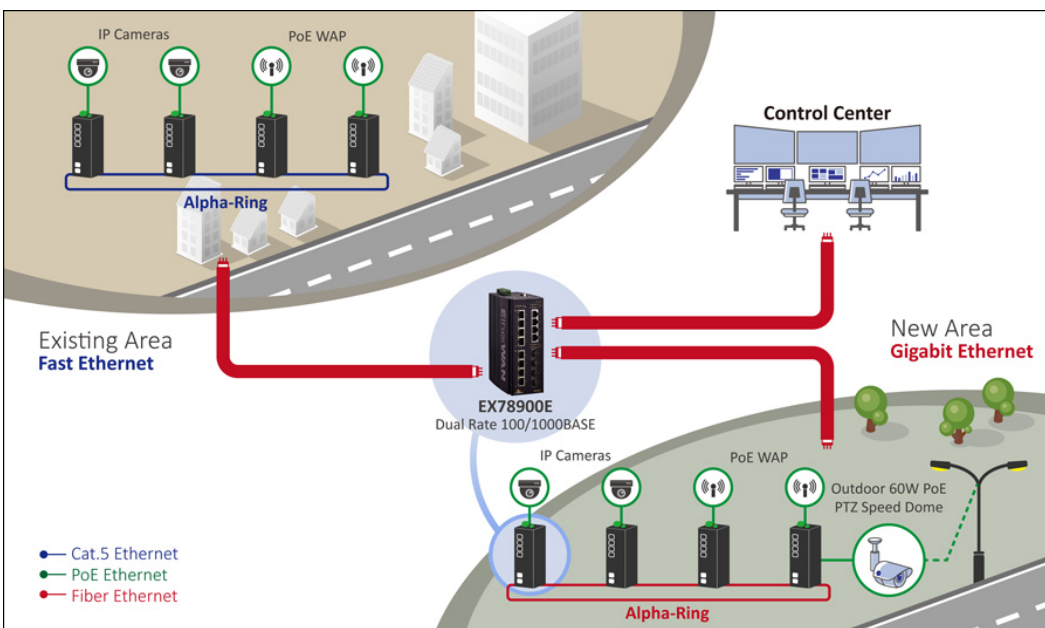 IP Cameras
PoE WAP
Alpha-Ring
Control Center
Existing Area
Fast Ethernet
New Area
Gigabit Ethernet
EtherWAN
EX78900E
Dual Rate 100/1000BASE
IP Cameras
PoE WAP
Outdoor 60W PoE
PTZ Speed Dome
Alpha-Ring
Cat.5 Ethernet
PoE Ethernet
Fiber Ethernet